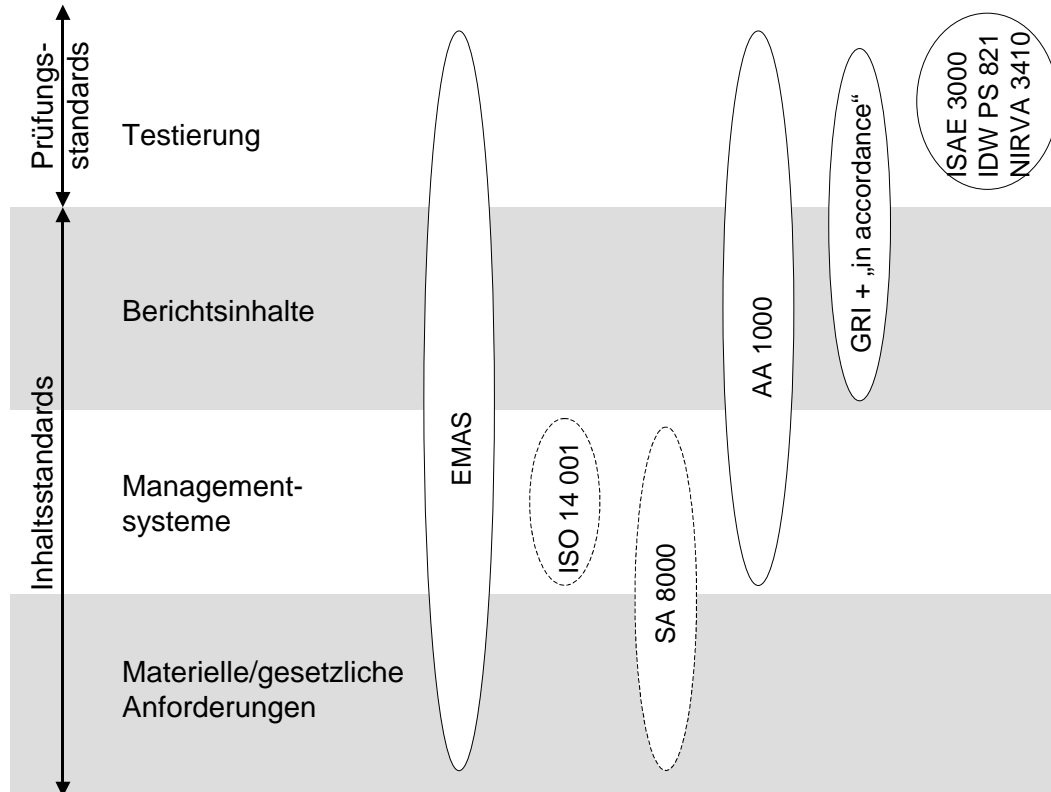 Prüfungs-
standards
Testierung
Berichtsinhalte
Inhaltsstandards
Management-
systeme
Materielle/gesetzliche
Anforderungen
EMAS
ISO 14 001
SA 8000
AA 1000
GRI + „in accordance“
ISAE 3000
IDW PS 821
NIRVA 3410